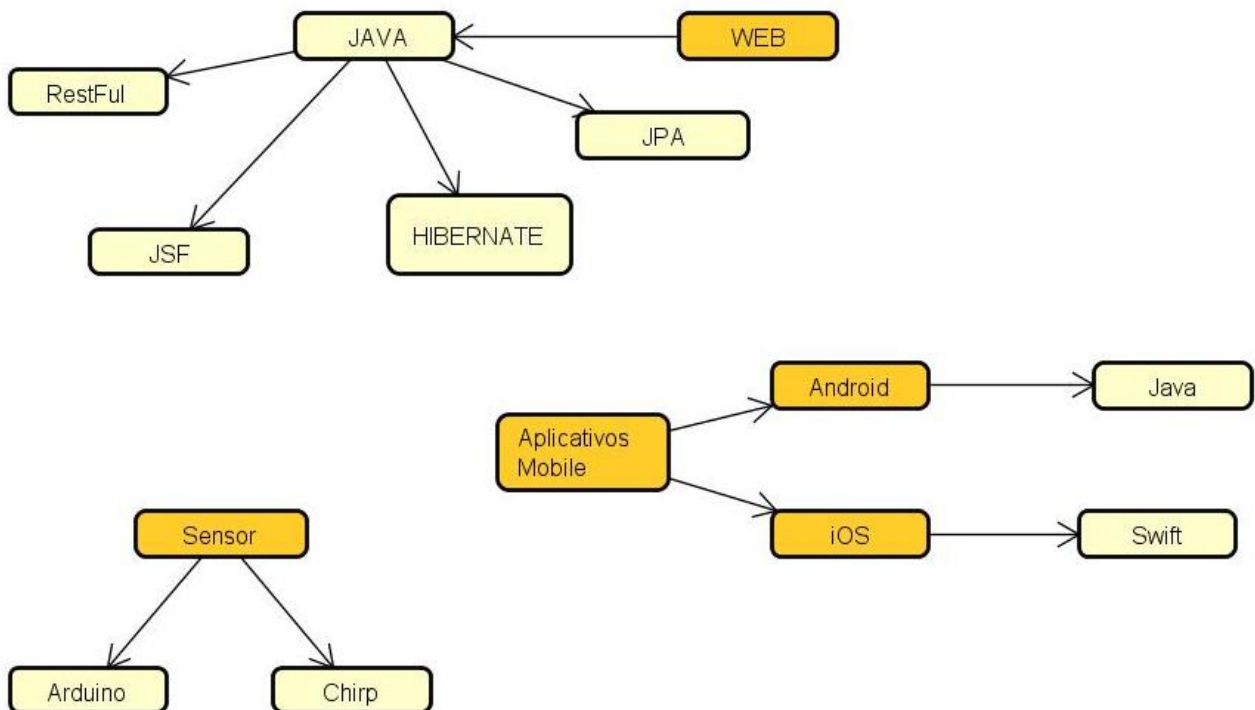 JAVA
WEB
RestFul
JPA
JSF
HIBERNATE
Android
Java
Aplicativos
Mobile
Sensor
iOS
Swift
Arduino
Chirp